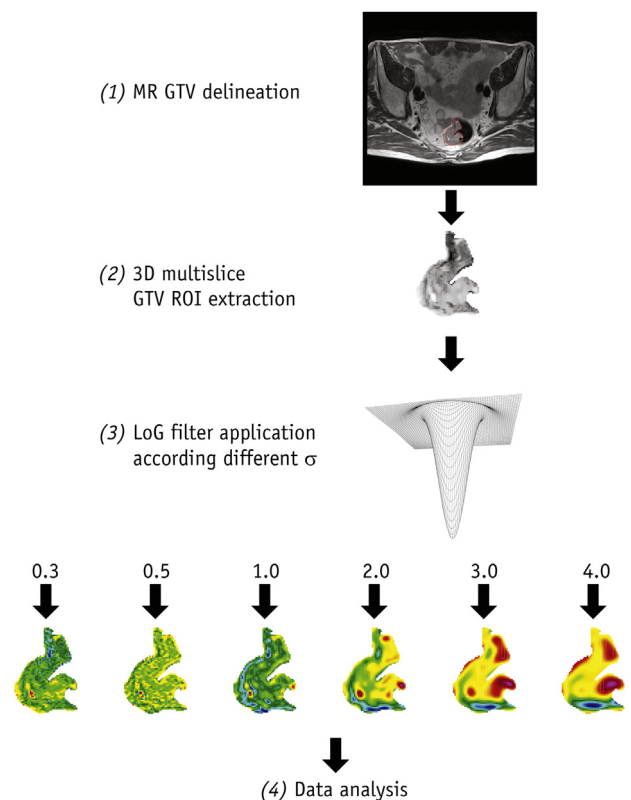 (1) MR GTV delineation
(2) 3D multislice
GTV ROI extraction
(3) LoG filter application
according different σ
0.3 0.5 1.0 2.0 3.0 4.0
(4) Data analysis